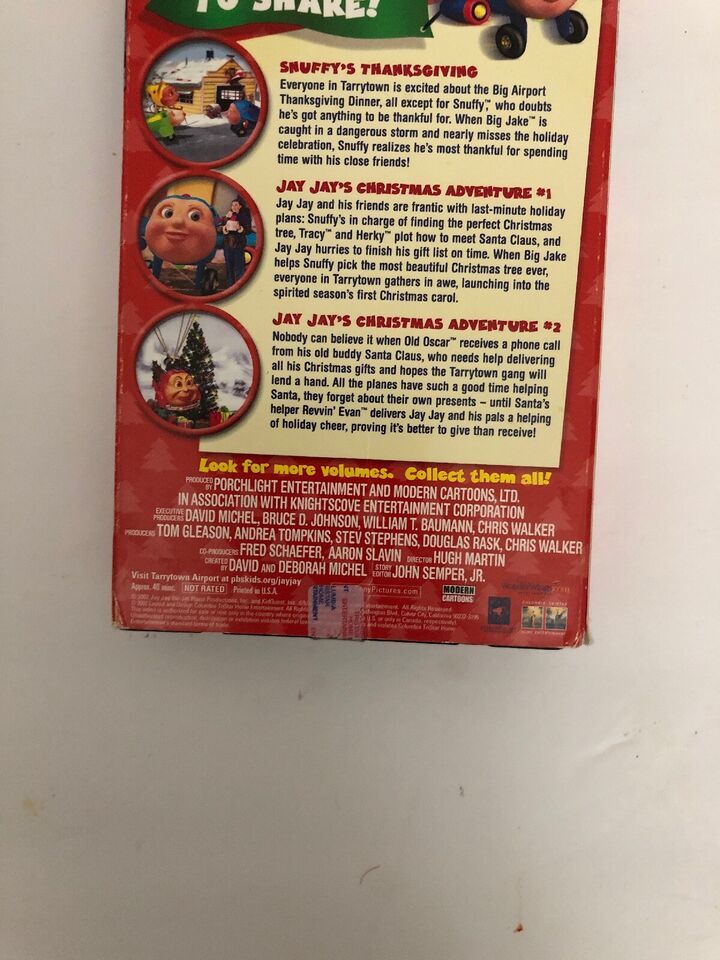 TO SHARE!
SNUFFY'S THANKSGIVING
Everyone in Tarrytown is excited about the Big Airport
Thanksgiving Dinner, all except for Snuffy,™ who doubts
he's got anything to be thankful for. When Big Jake™ is
caught in a dangerous storm and nearly misses the holiday
celebration, Snuffy realizes he's most thankful for spending
time with his close friends!
JAY JAY'S CHRISTMAS ADVENTURE #1
Jay Jay and his friends are frantic with last-minute holiday
plans: Snuffy's in charge of finding the perfect Christmas
tree, Tracy™ and Herky™ plot how to meet Santa Claus, and
Jay Jay hurries to finish his gift list on time. When Big Jake
helps Snuffy pick the most beautiful Christmas tree ever,
everyone in Tarrytown gathers in awe, launching into the
spirited season's first Christmas carol.
JAY JAY'S CHRISTMAS ADVENTURE #2
Nobody can believe it when Old Oscar™ receives a phone call
from his old buddy Santa Claus, who needs help delivering
all his Christmas gifts and hopes the Tarrytown gang will
lend a hand. All the planes have such a good time helping
Santa, they forget about their own presents – until Santa's
helper Revvin' Evan™ delivers Jay Jay and his pals a helping
of holiday cheer, proving it's better to give than receive!
Look for more volumes. Collect them all!
PRODUCED BY PORCHLIGHT ENTERTAINMENT AND MODERN CARTOONS, LTD.
IN ASSOCIATION WITH KNIGHTSCOVE ENTERTAINMENT CORPORATION
EXECUTIVE PRODUCERS DAVID MICHEL, BRUCE D. JOHNSON, WILLIAM T. BAUMANN, CHRIS WALKER
PRODUCERS TOM GLEASON, ANDREA TOMPKINS, STEV STEPHENS, DOUGLAS RASK, CHRIS WALKER
CO-PRODUCERS FRED SCHAEFER, AARON SLAVIN DIRECTOR HUGH MARTIN
CREATED BY DAVID AND DEBORAH MICHEL STORY EDITOR JOHN SEMPER, JR.
Visit Tarrytown Airport at pbskids.org/jayjay
Approx. 40 mins. NOT RATED Printed in U.S.A. nyPictures.com MODERN CARTOONS